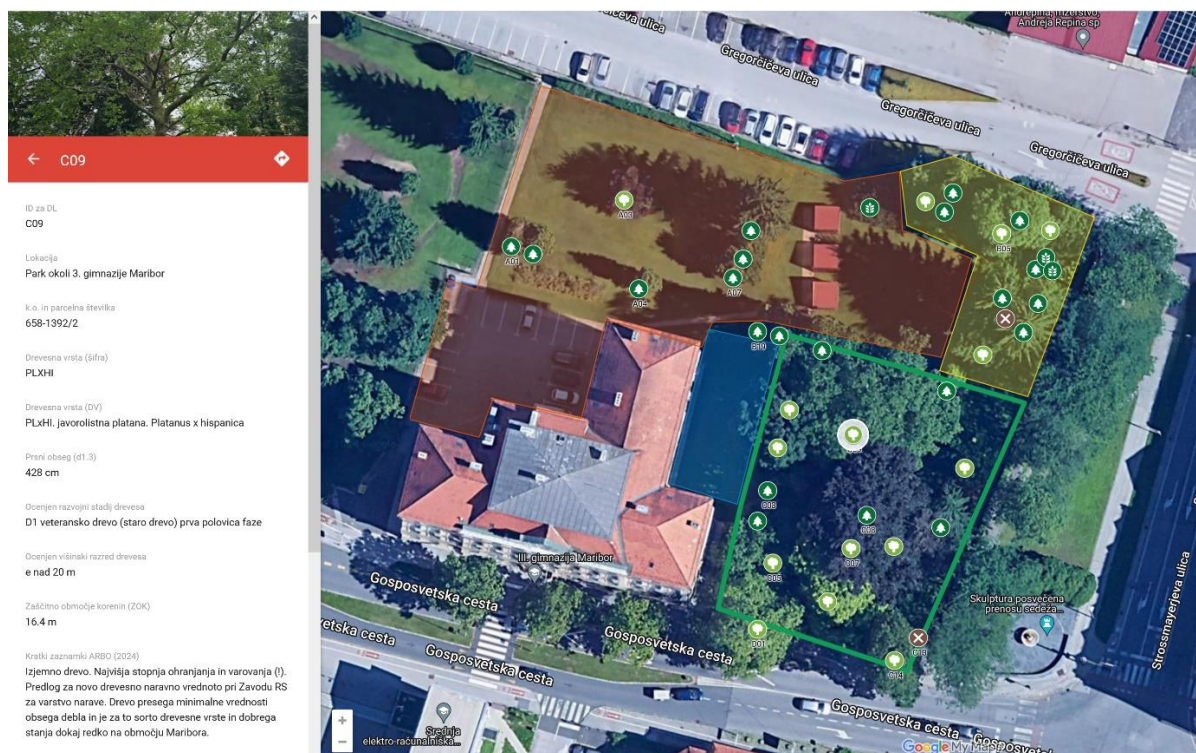 C09
ID za DL
C09
Lokacija
Park okoli 3. gimnazije Maribor
k.o. in parcelna številka
658-1392/2
Drevesna vrsta (šifra)
PLXHI
Drevesna vrsta (DV)
PLxHI. javorolistna platana. Platanus x hispanica
Prsni obseg (d1.3)
428 cm
Ocenjen razvojni stadij drevesa
D1 veteransko drevo (staro drevo) prva polovica faze
Ocenjen višinski razred drevesa
e nad 20 m
Zaščitno območje korenin (ZOK)
16.4 m
Kratki zaznamki ARBO (2024)
Izjemno drevo. Najvišja stopnja ohranjanja in varovanja (!).
Predlog za novo drevesno naravno vrednoto pri Zavodu RS
za varstvo narave. Drevo presega minimalne vrednosti
obsega debla in je za to sorto drevesne vrste in dobrega
stanja dokaj redko na območju Maribora.
Andreja Repina sp
Gregorčičeva ulica
Gregorčičeva ulica
Gregorčičeva ulica
A03
A01
A04
A07
B05
B19
C03
C08
C07
C05
D01
C13
C14
III. gimnazija Maribor
Gosposvetska cesta
Gosposvetska cesta
Gosposvetska cesta
Gosposvetska cesta
Skulptura posvečena
prenosu sedeža...
Strossmayerjeva ulica
Srednja
elektro-računalniška...
+
−
Google My Maps